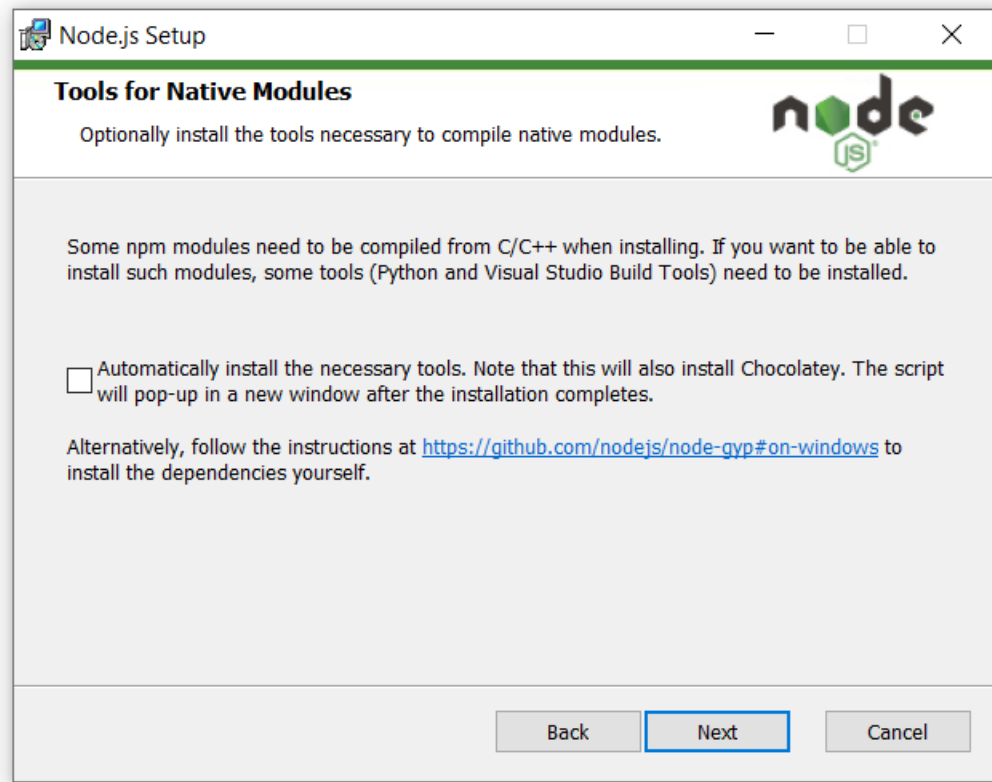 Node.js Setup
Tools for Native Modules
Optionally install the tools necessary to compile native modules.
node
JS
Some npm modules need to be compiled from C/C++ when installing. If you want to be able to
install such modules, some tools (Python and Visual Studio Build Tools) need to be installed.
Automatically install the necessary tools. Note that this will also install Chocolatey. The script
will pop-up in a new window after the installation completes.
Alternatively, follow the instructions at https://github.com/nodejs/node-gyp#on-windows to
install the dependencies yourself.
Back Next Cancel